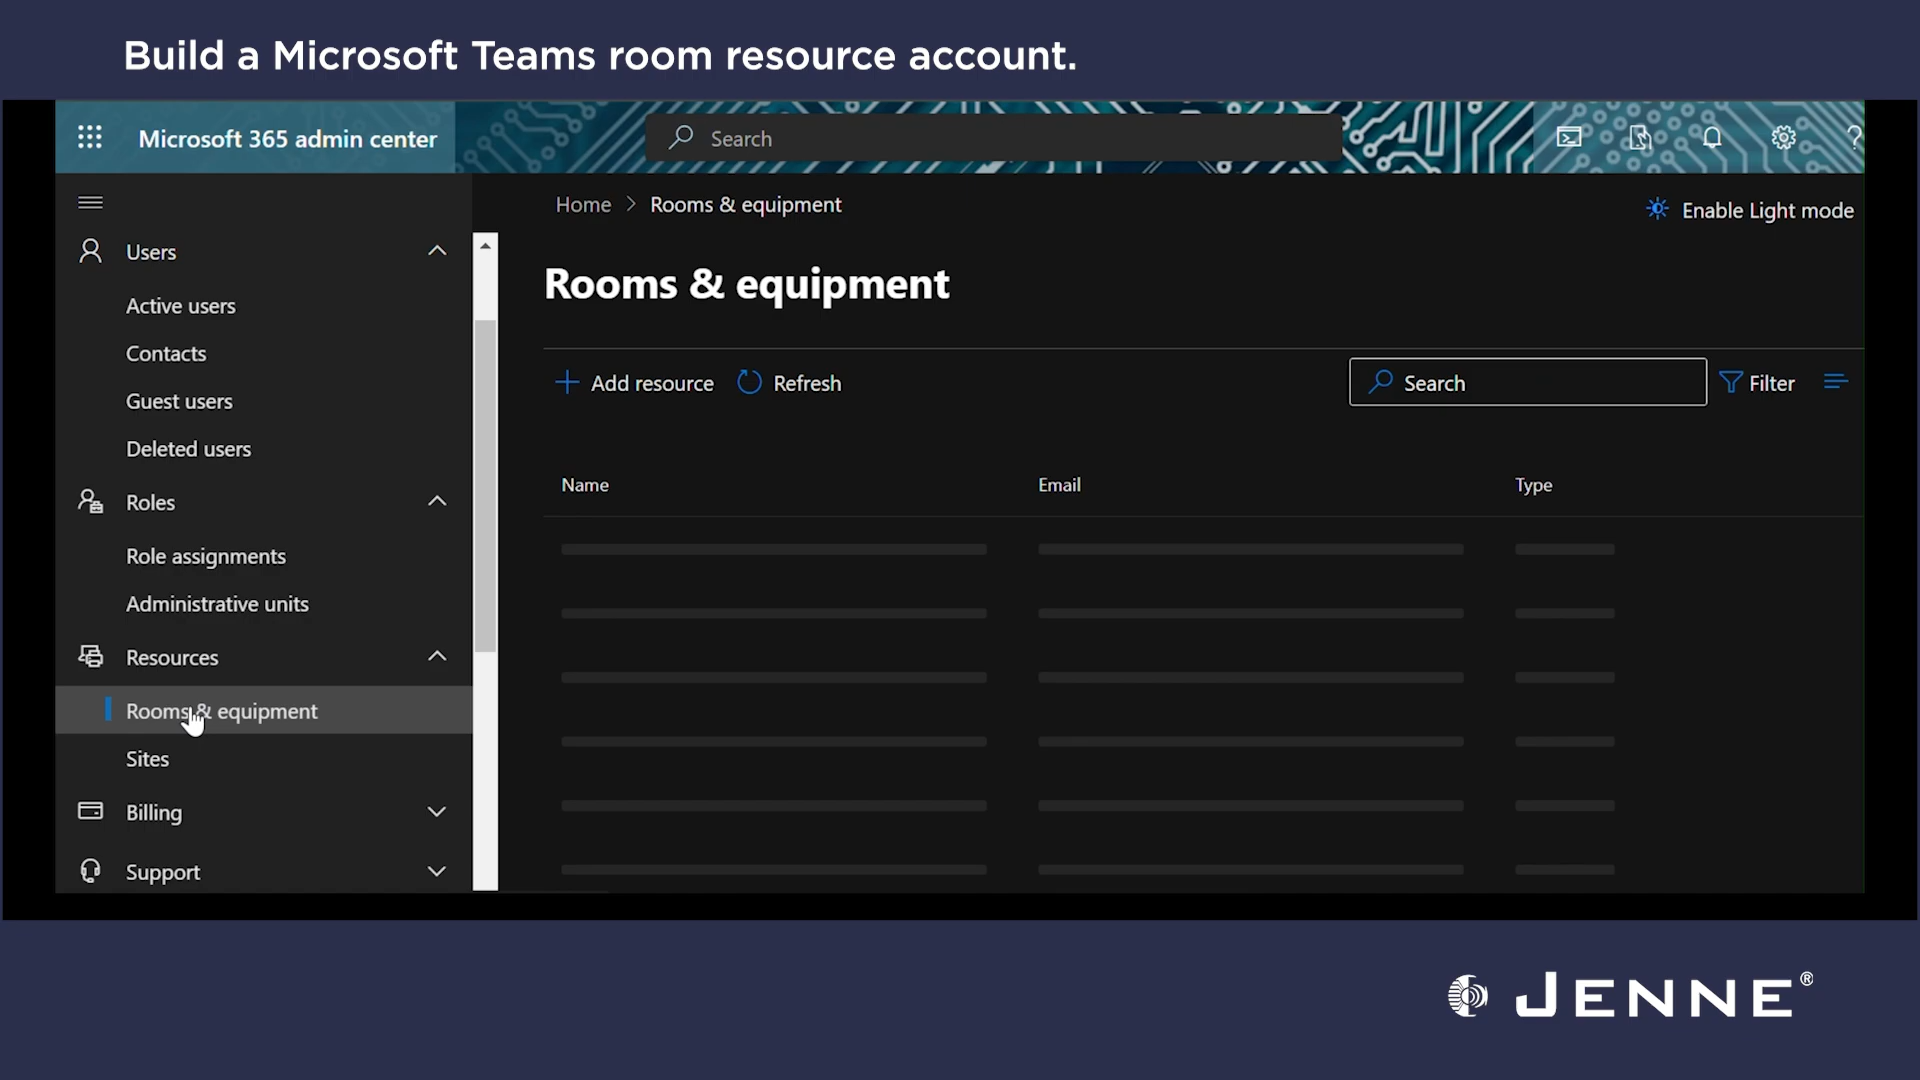 Build a Microsoft Teams room resource account.
Microsoft 365 admin center
Search
?
Home > Rooms & equipment
Enable Light mode
Users
Active users
Contacts
Guest users
Deleted users
Roles
Role assignments
Administrative units
Resources
Rooms & equipment
Sites
Billing
Support
Rooms & equipment
Add resource
Refresh
Search
Filter
Name
Email
Type
JENNE®